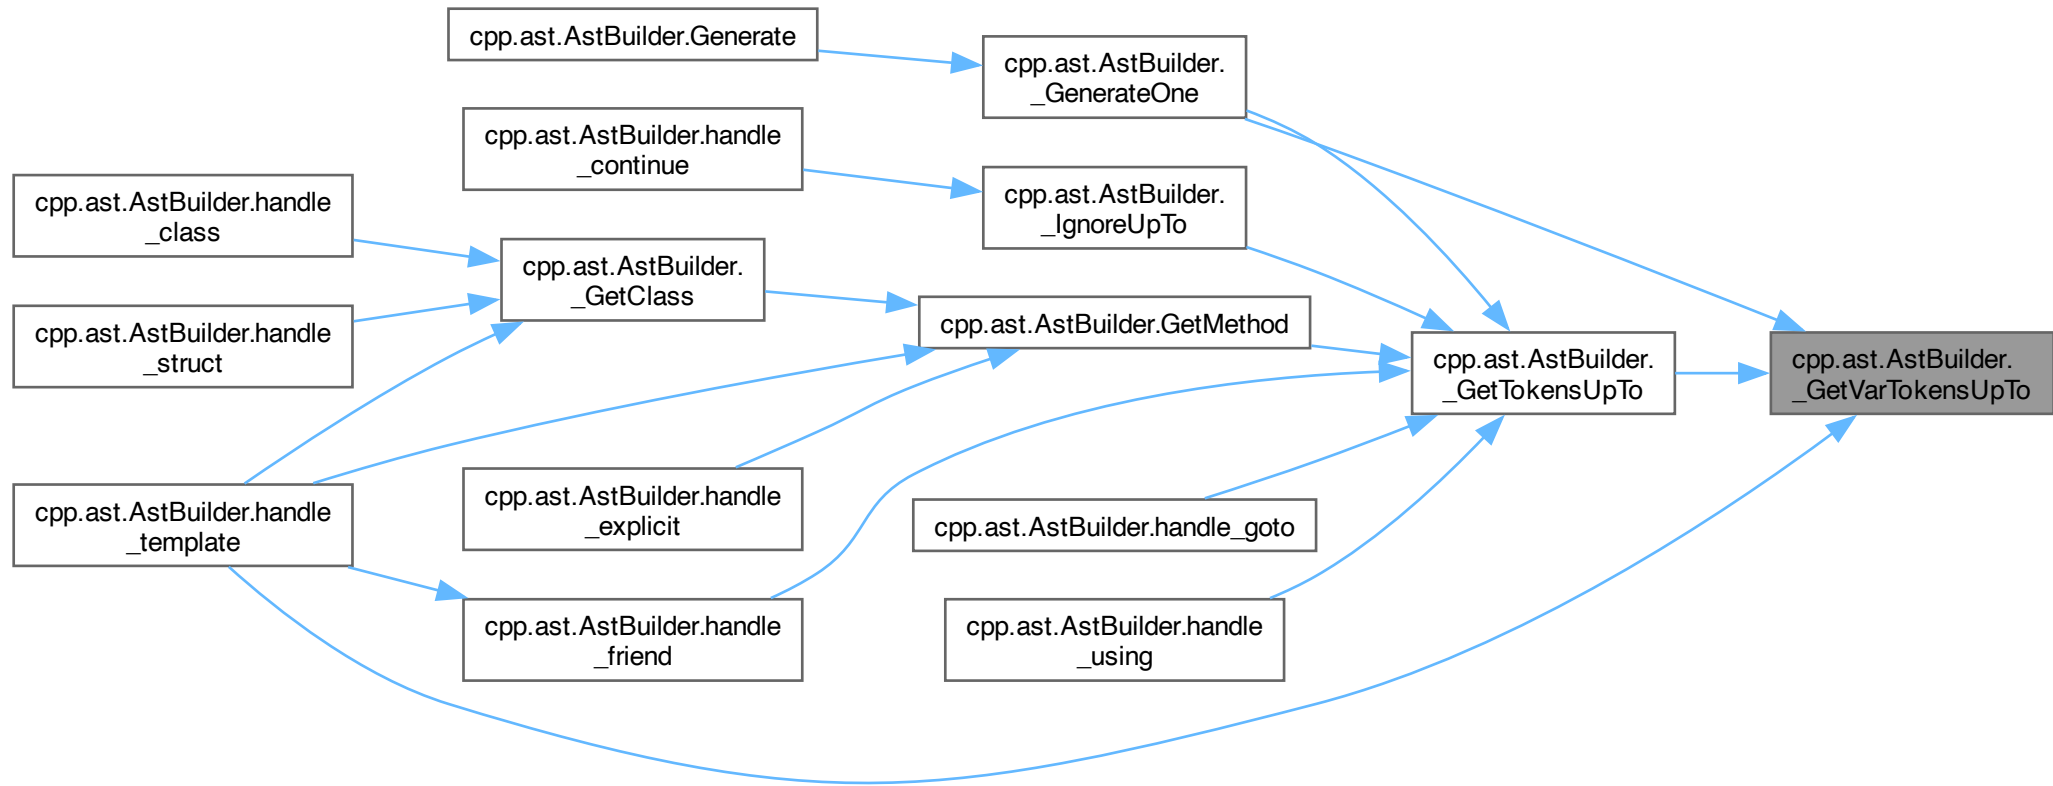 cpp.ast.AstBuilder.Generate
cpp.ast.AstBuilder.
_GenerateOne
cpp.ast.AstBuilder.handle
_continue
cpp.ast.AstBuilder.
_IgnoreUpTo
cpp.ast.AstBuilder.handle
_class
cpp.ast.AstBuilder.
_GetClass
cpp.ast.AstBuilder.GetMethod
cpp.ast.AstBuilder.handle
_struct
cpp.ast.AstBuilder.
_GetTokensUpTo
cpp.ast.AstBuilder.
_GetVarTokensUpTo
cpp.ast.AstBuilder.handle
_template
cpp.ast.AstBuilder.handle
_explicit
cpp.ast.AstBuilder.handle_goto
cpp.ast.AstBuilder.handle
_friend
cpp.ast.AstBuilder.handle
_using